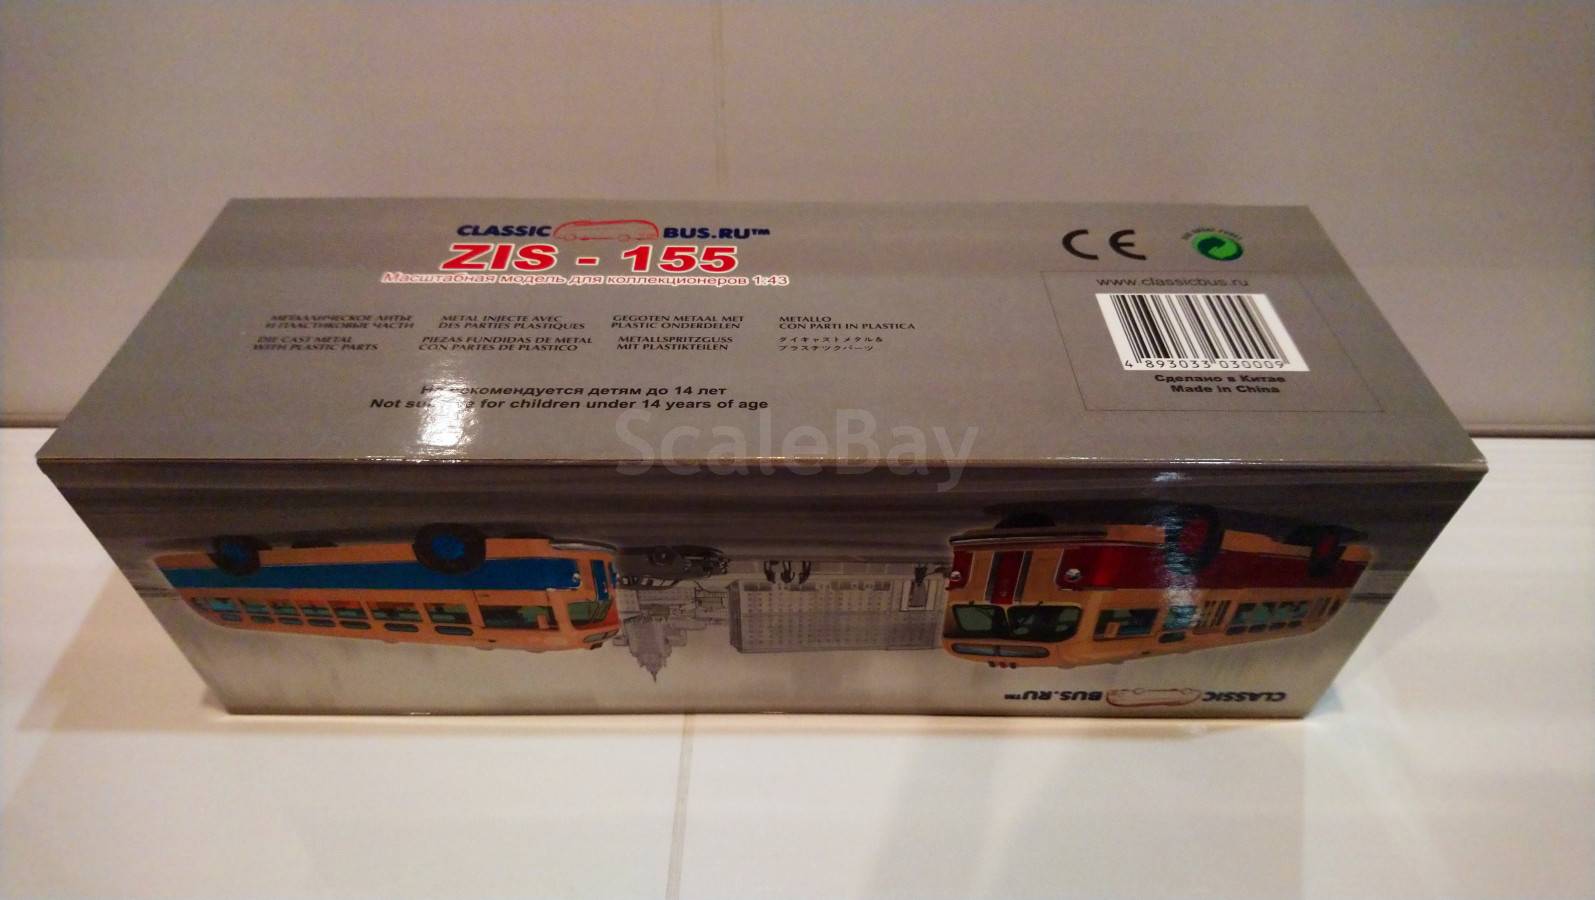 CLASSIC BUS.RU™
ZIS - 155
Масштабная модель для коллекционеров 1:43
МЕТАЛЛИЧЕСКОЕ ЛИТЬЕ
И ПЛАСТИКОВЫЕ ЧАСТИ
METAL INJECTE AVEC
DES PARTIES PLASTIQUES
GEGOTEN METAAL MET
PLASTIC ONDERDELEN
METALLO
CON PARTI IN PLASTICA
DIE CAST METAL
WITH PLASTIC PARTS
PIEZAS FUNDIDAS DE METAL
CON PARTES DE PLASTICO
METALLSPRITZGUSS
MIT PLASTIKTEILEN
ダイキャストメタル&
プラスチックパーツ
Не рекомендуется детям до 14 лет
Not suitable for children under 14 years of age
CE
www.classicbus.ru
4 893033 030009
Сделано в Китае
Made in China
ScaleBay
CLASSIC BUS.RU™